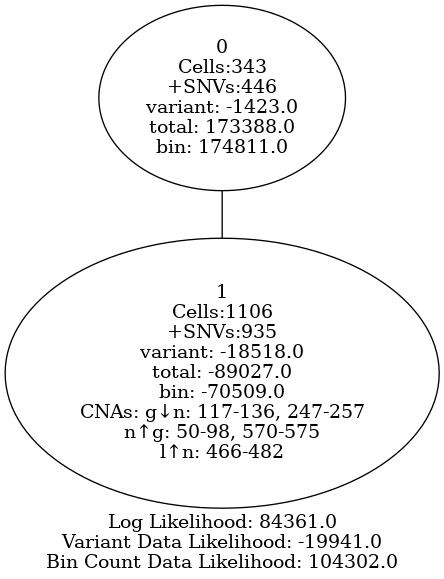 0
Cells:343
+SNVs:446
variant: -1423.0
total: 173388.0
bin: 174811.0
1
Cells:1106
+SNVs:935
variant: -18518.0
total: -89027.0
bin: -70509.0
CNAs: g↓n: 117-136, 247-257
n↑g: 50-98, 570-575
l↑n: 466-482
Log Likelihood: 84361.0
Variant Data Likelihood: -19941.0
Bin Count Data Likelihood: 104302.0